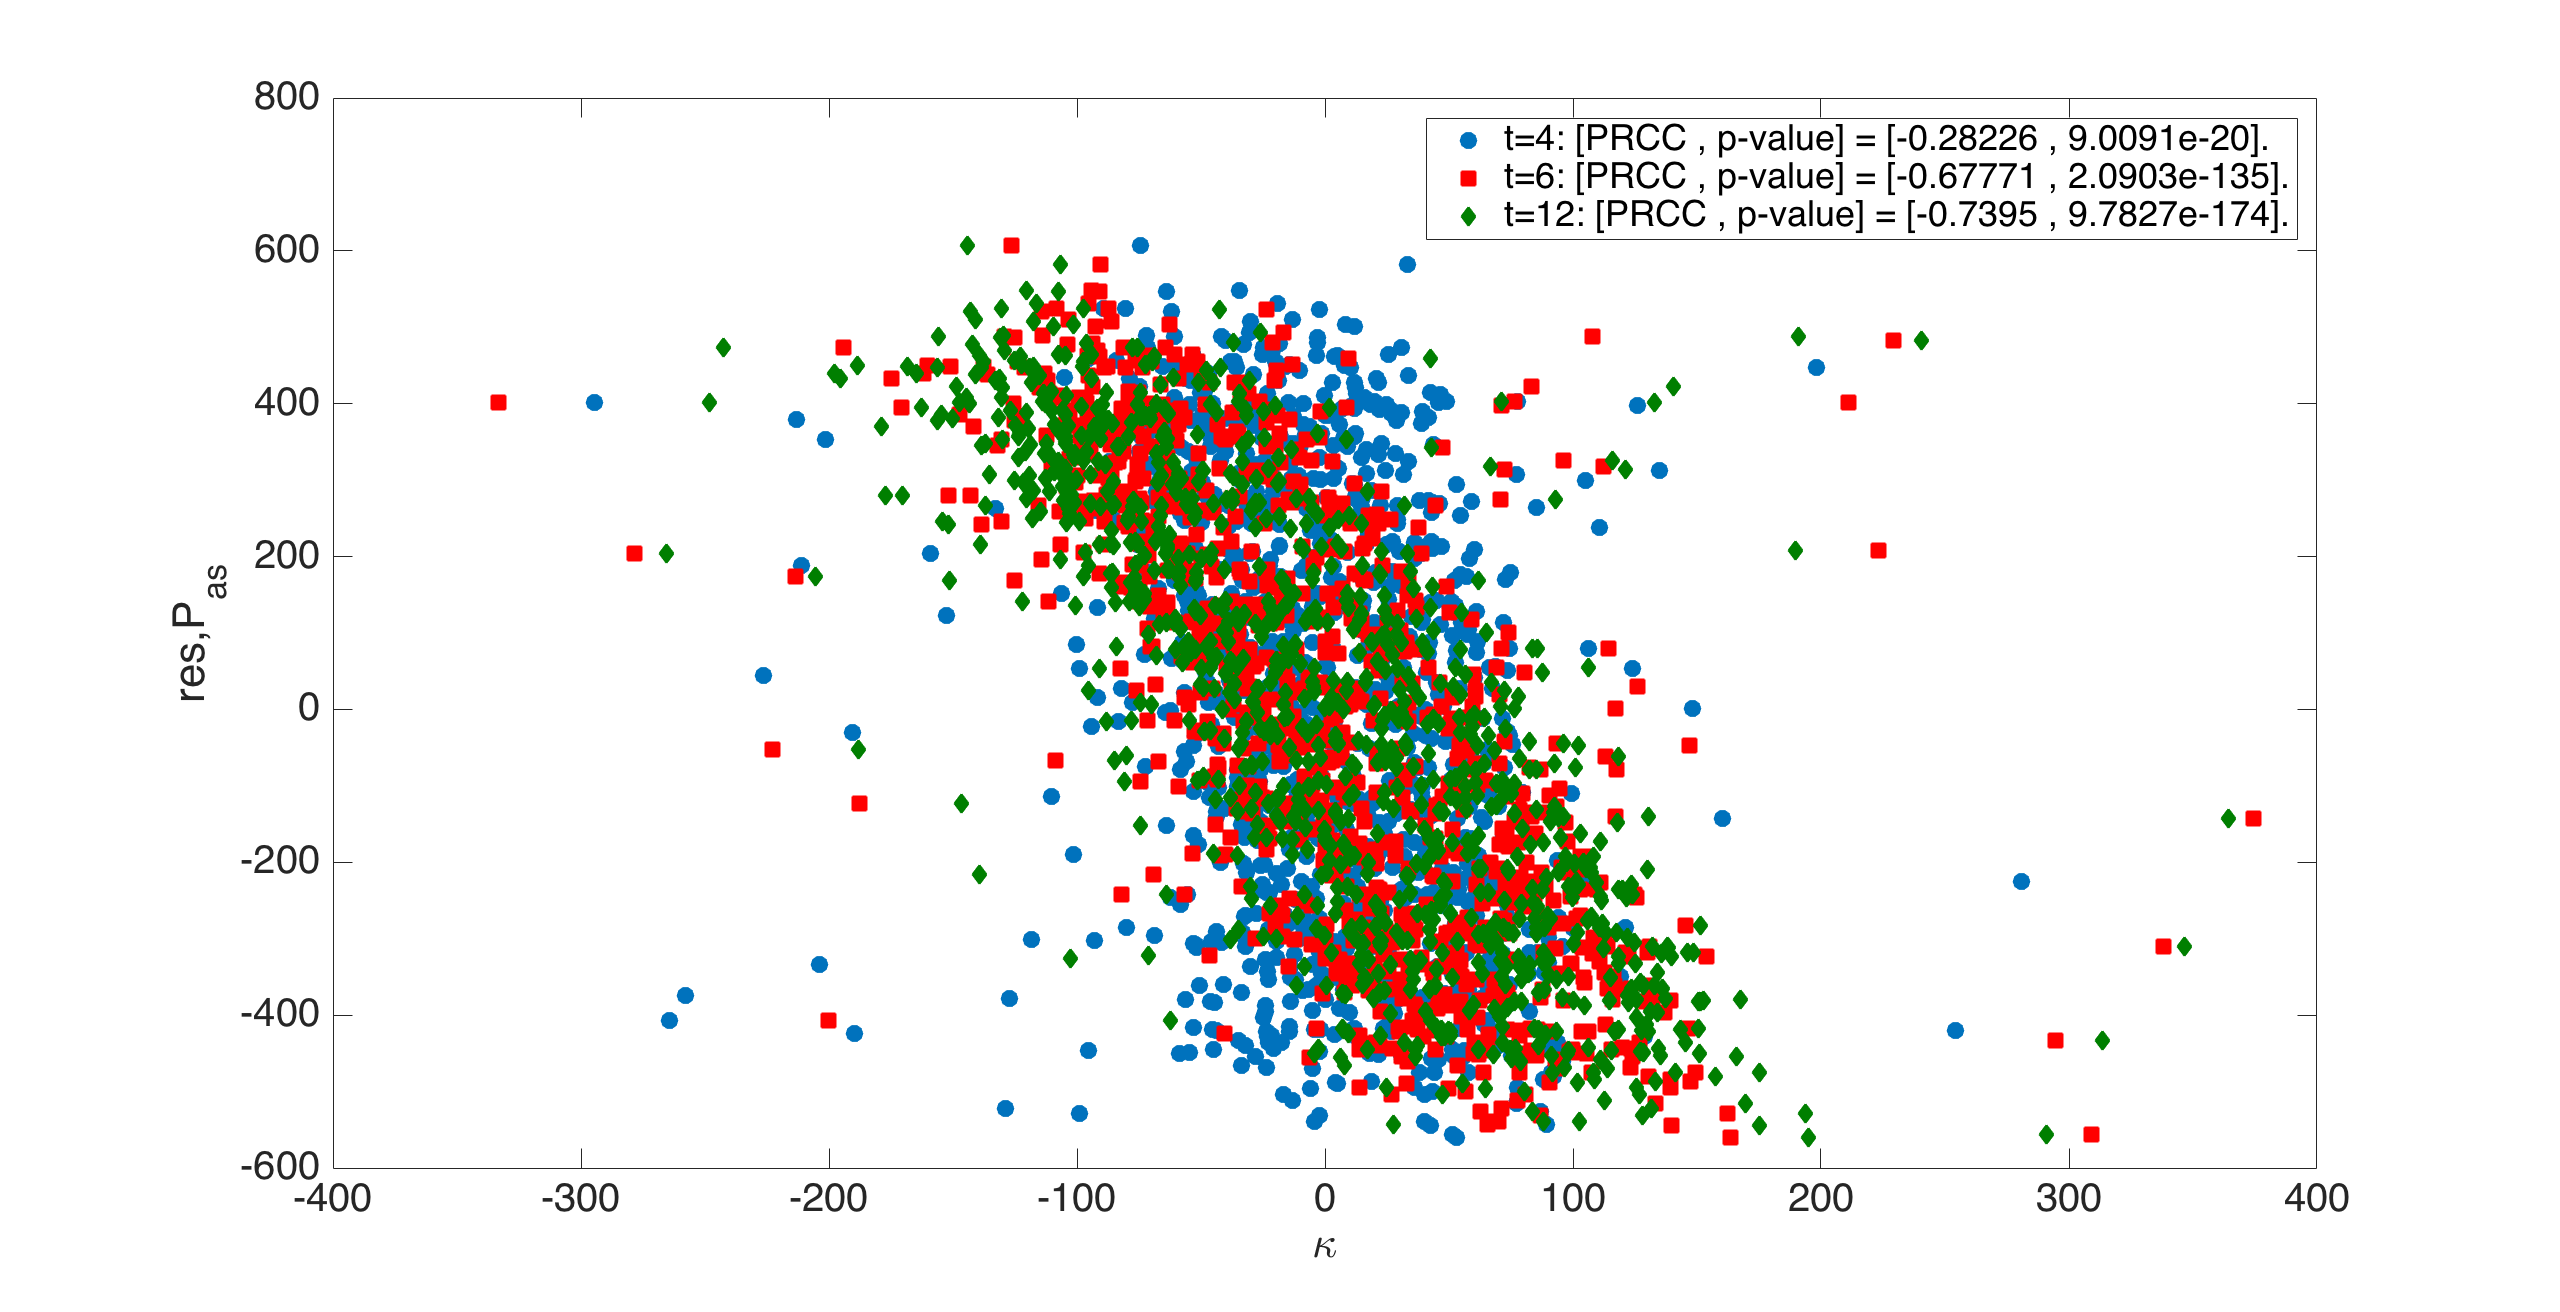 800
600
400
200
0
-200
-400
-600
res,P_as
t=4: [PRCC , p-value] = [-0.28226 , 9.0091e-20].
t=6: [PRCC , p-value] = [-0.67771 , 2.0903e-135].
t=12: [PRCC , p-value] = [-0.7395 , 9.7827e-174].
-400 -300 -200 -100 0 100 200 300 400
κ